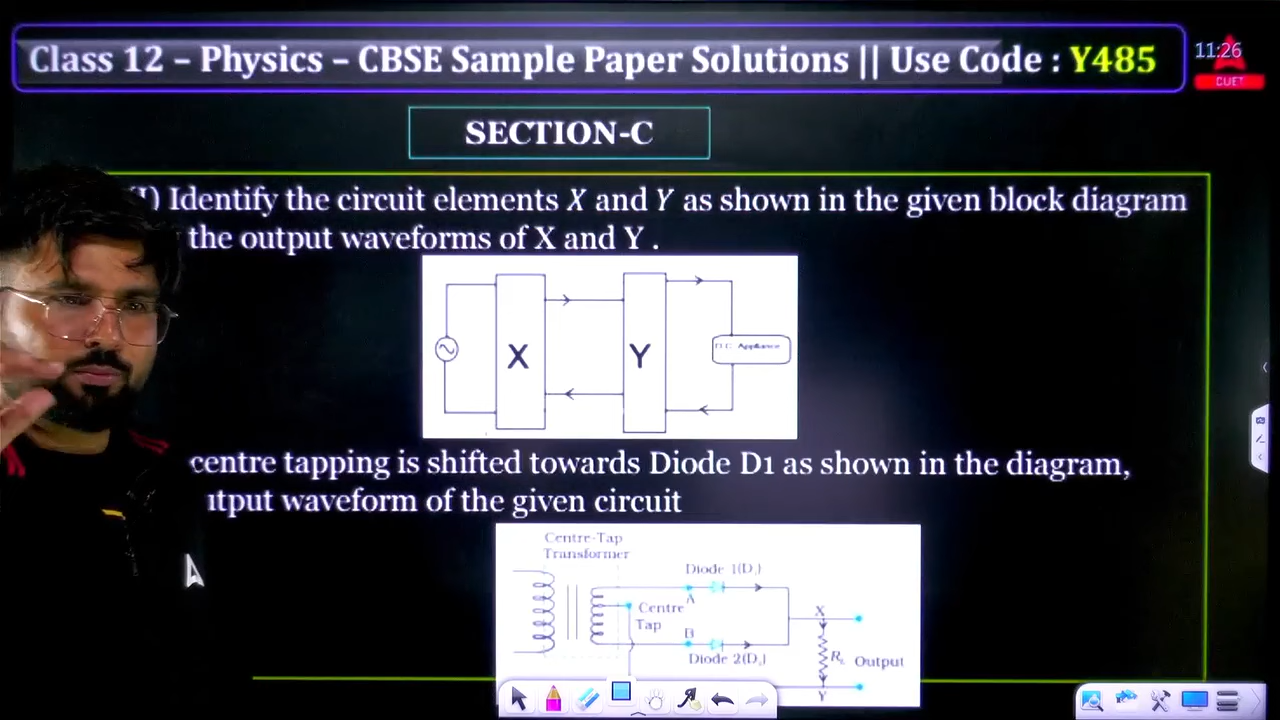 Class 12 – Physics – CBSE Sample Paper Solutions || Use Code : Y485
11:26
CUET
SECTION-C
(I) Identify the circuit elements X and Y as shown in the given block diagram
the output waveforms of X and Y .
X
Y
D.C. Appliance
centre tapping is shifted towards Diode D1 as shown in the diagram,
utput waveform of the given circuit
Centre-Tap
Transformer
Diode 1(D₁)
A
Centre
Tap
X
B
Diode 2(D₂)
Output
Y